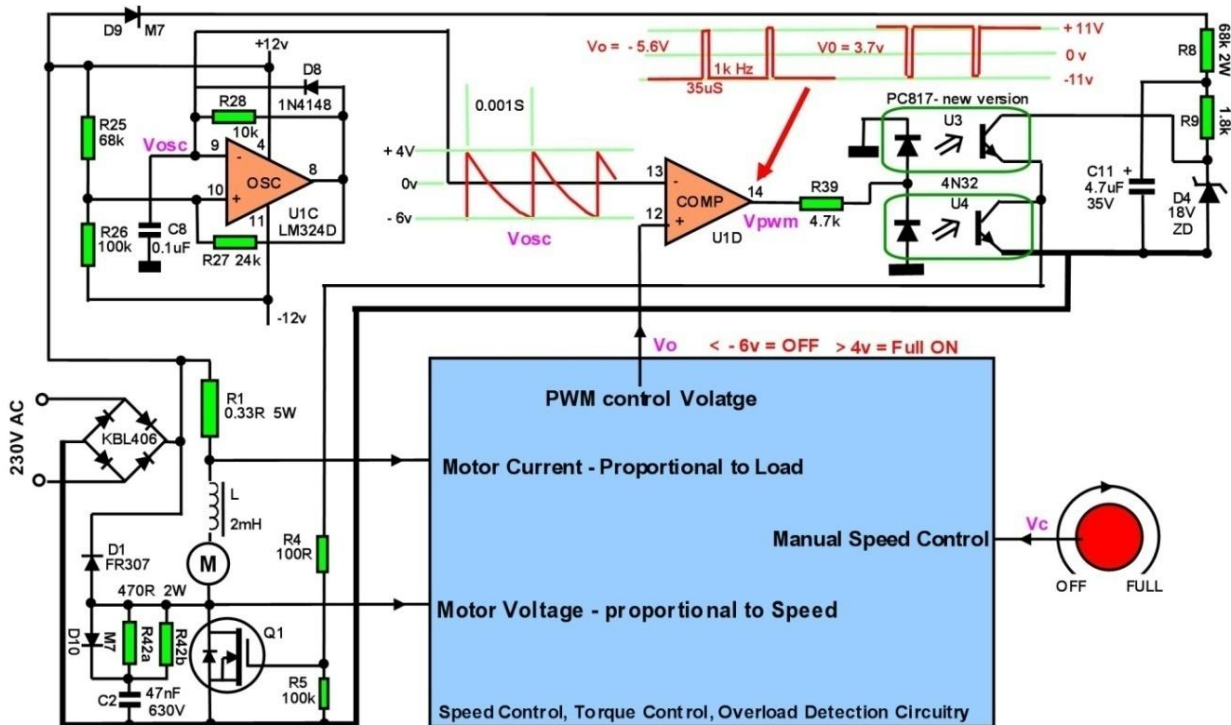 D9
M7
+12v
D8
1N4148
R28
10k
R25
68k
Vosc
9
-
4
8
OSC
10
+
11
U1C
LM324D
R26
100k
C8
0.1uF
R27 24k
-12v
0.001S
+ 4V
0v
- 6v
Vosc
Vo = - 5.6V
1k Hz
35uS
V0 = 3.7v
+ 11V
0 v
-11v
13
-
COMP
14
12
+
U1D
Vpwm
R39
4.7k
PC817- new version
U3
4N32
U4
68k 2W
R8
R9
1.8k
C11
+
4.7uF
35V
D4
18V
ZD
Vo
< - 6v = OFF > 4v = Full ON
PWM control Volatge
Motor Current - Proportional to Load
Manual Speed Control
Motor Voltage - proportional to Speed
Speed Control, Torque Control, Overload Detection Circuitry
Vc
OFF
FULL
230V AC
KBL406
R1
0.33R 5W
L
2mH
M
D1
FR307
470R 2W
D10
M7
R42a
R42b
C2
47nF
630V
Q1
R4
100R
R5
100k